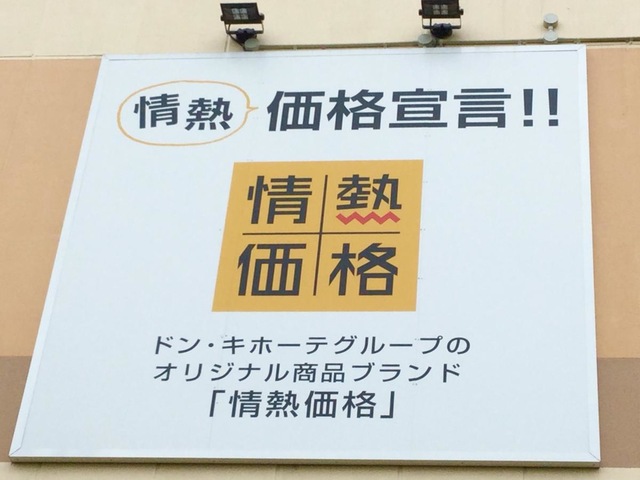 情熱 価格宣言!!
情熱
価格
ドン・キホーテグループの
オリジナル商品ブランド
「情熱価格」